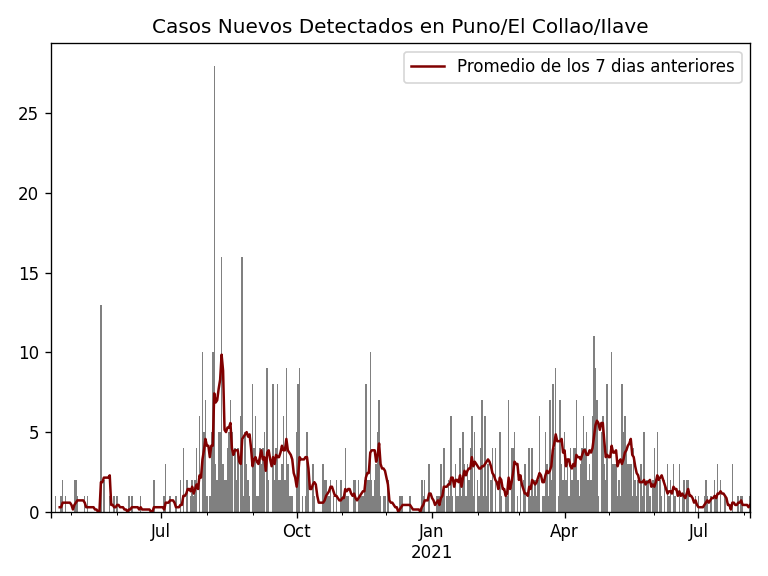 Casos Nuevos Detectados en Puno/El Collao/Ilave
Promedio de los 7 dias anteriores
25
20
15
10
5
0
Jul
Oct
Jan
Apr
Jul
2021